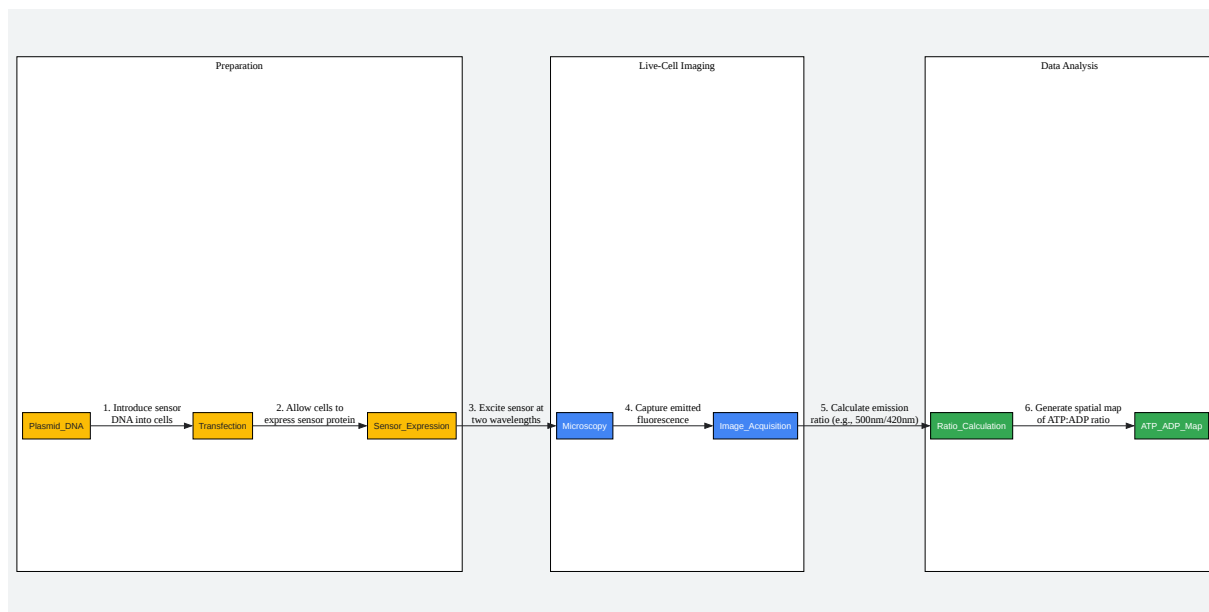 Preparation
Live-Cell Imaging
Data Analysis
Plasmid_DNA
1. Introduce sensor
DNA into cells
Transfection
2. Allow cells to
express sensor protein
Sensor_Expression
3. Excite sensor at
two wavelengths
Microscopy
4. Capture emitted
fluorescence
Image_Acquisition
5. Calculate emission
ratio (e.g., 500nm/420nm)
Ratio_Calculation
6. Generate spatial map
of ATP:ADP ratio
ATP_ADP_Map